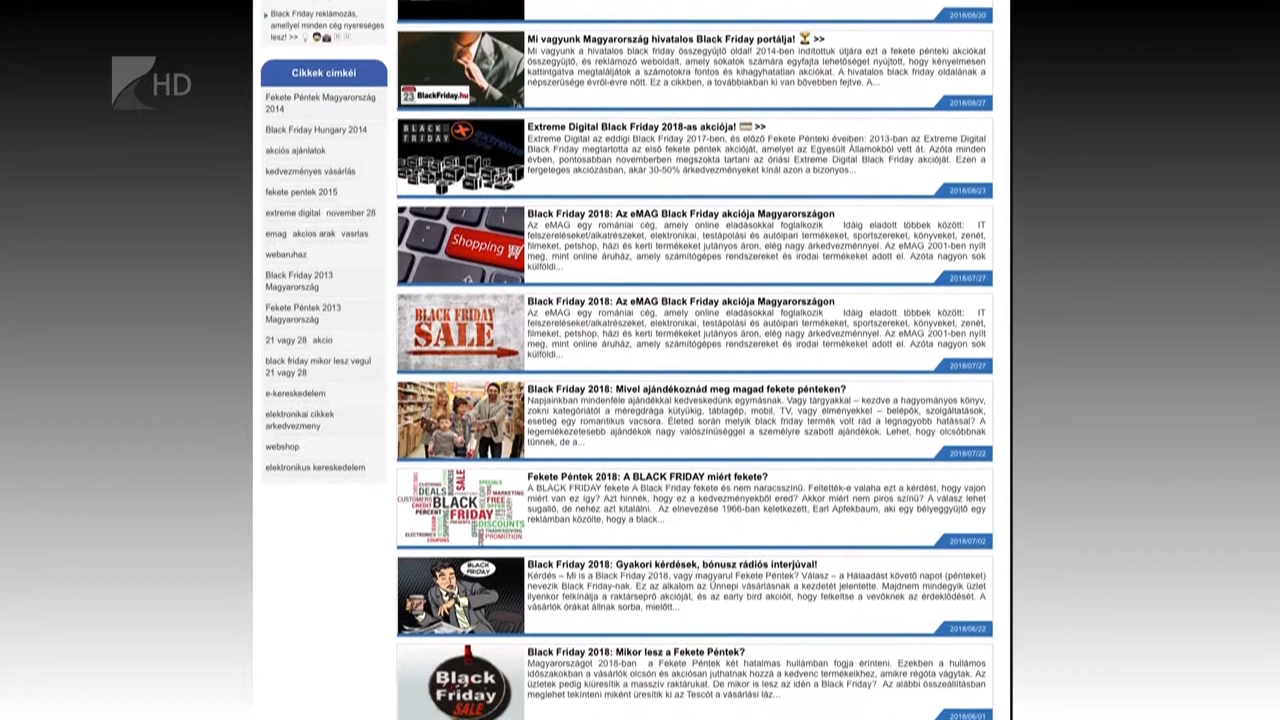 Black Friday reklámozás,
amellyel minden cég nyereséges
lesz! >>
Cikkek címkéi
Fekete Péntek Magyarország
2014
Black Friday Hungary 2014
akciós ajánlatok
kedvezményes vásárlás
fekete pentek 2015
extreme digital november 28
emag akcios arak vasrlas
webaruhaz
Black Friday 2013
Magyarország
Fekete Péntek 2013
Magyarország
21 vagy 28 akcio
black friday mikor lesz vegul
21 vagy 28
e-kereskedelem
elektronikai cikkek
arkedvezmeny
webshop
elektronikus kereskedelem
HD
2018/08/30
23 BlackFriday.hu
Mi vagyunk Magyarország hivatalos Black Friday portálja! >>
Mi vagyunk a hivatalos black friday összegyűjtő oldal! 2014-ben indítottuk útjára ezt a fekete pénteki akciókat
összegyűjtő, és reklámozó weboldalt, amely sokatok számára egyfajta lehetőséget nyújtott, hogy kényelmesen
kattintgatva megtaláljátok a számotokra fontos és kihagyhatatlan akciókat. A hivatalos black friday oldalának a
népszerűsége évről-évre nőtt. Ez a cikkben, a továbbiakban ki van bővebben fejtve. A...
2018/08/27
BLACK
FRIDAY
extreme
Extreme Digital Black Friday 2018-as akciója! >>
Extreme Digital az eddigi Black Friday 2017-ben, és előző Fekete Pénteki éveiben: 2013-ban az Extreme Digital
Black Friday megtartotta az első fekete péntek akcióját, amelyet az Egyesült Államokból vett át. Azóta minden
évben, pontosabban novemberben megszokta tartani az óriási Extreme Digital Black Friday akcióját. Ezen a
fergeteges akciózásban, akár 30-50% árkedvezményeket kínál azon a bizonyos...
2018/08/23
Shopping
Black Friday 2018: Az eMAG Black Friday akciója Magyarországon
Az eMAG egy romániai cég, amely online eladásokkal foglalkozik Idáig eladott többek között: IT
felszereléseket/alkatrészeket, elektronikai, testápolási és autóipari termékeket, sportszereket, könyveket, zenét,
filmeket, petshop, házi és kerti termékeket jutányos áron, elég nagy árkedvezménnyel. Az eMAG 2001-ben nyílt
meg, mint online áruház, amely számítógépes rendszereket és irodai termékeket adott el. Azóta nagyon sok
külföldi...
2018/07/27
BLACK FRIDAY
SALE
Black Friday 2018: Az eMAG Black Friday akciója Magyarországon
Az eMAG egy romániai cég, amely online eladásokkal foglalkozik Idáig eladott többek között: IT
felszereléseket/alkatrészeket, elektronikai, testápolási és autóipari termékeket, sportszereket, könyveket, zenét,
filmeket, petshop, házi és kerti termékeket jutányos áron, elég nagy árkedvezménnyel. Az eMAG 2001-ben nyílt
meg, mint online áruház, amely számítógépes rendszereket és irodai termékeket adott el. Azóta nagyon sok
külföldi...
2018/07/27
Black Friday 2018: Mivel ajándékoznád meg magad fekete pénteken?
Napjainkban mindenféle ajándékkal kedveskedünk egymásnak. Vagy tárgyakkal – kezdve a hagyományos könyv,
zokni kategóriától a méregdrága kütyükig, táblagép, mobil, TV, vagy élményekkel – belépők, szolgáltatások,
esetleg egy romantikus vacsora. Életed során melyik black friday termék volt rád a legnagyobb hatással? A
legemlékezetesebb ajándékok nagy valószínűséggel a személyre szabott ajándékok. Lehet, hogy olcsóbbnak
tűnnek, de a...
2018/07/22
CLOTHING
DEALS
SALE
SPECIALS
CUSTOMERS
MARKETING
CREDIT
BLACK
FREE
PERCENT
OFFER
FRIDAY
DISCOUNTS
THANKSGIVING
ELECTRONICS
PROMOTION
COUPONS
Fekete Péntek 2018: A BLACK FRIDAY miért fekete?
A BLACK FRIDAY fekete A Black Friday fekete és nem naracsszínű. Feltették-e valaha ezt a kérdést, hogy vajon
miért van ez így? Azt hinnék, hogy ez a kedvezményekből ered? Akkor miért nem piros színű? A válasz lehet
sugalló, de nehéz azt kitalálni. Az elnevezése 1966-ban keletkezett, Earl Apfekbaum, aki egy bélyeggyűjtő egy
reklámban közölte, hogy a black...
2018/07/02
BLACK
FRIDAY
Black Friday 2018: Gyakori kérdések, bónusz rádiós interjúval!
Kérdés – Mi is a Black Friday 2018, vagy magyarul Fekete Péntek? Válasz – a Hálaadást követő napot (pénteket)
nevezik Black Friday-nak. Ez az alkalom az Ünnepi vásárlásnak a kezdetét jelentette. Majdnem mindegyik üzlet
ilyenkor felkínálja a raktárseprő akcióját, és az early bird akcióit, hogy felkeltse a vevőknek az érdeklődését. A
vásárlók órákat állnak sorba, mielőtt...
2018/06/22
Black
Friday
SALE
Black Friday 2018: Mikor lesz a Fekete Péntek?
Magyarországot 2018-ban a Fekete Péntek két hatalmas hullámban fogja érinteni. Ezekben a hullámos
időszakokban a vásárlók olcsón és akciósan juthatnak hozzá a kedvenc termékeikhez, amikre régóta vágytak. Az
üzletek pedig kiüresítik a masszív raktárukat. De mikor is lesz az idén a Black Friday? Az alábbi összeállításban
meglehet tekinteni miként üresítik ki az Tescót a vásárlási láz...
2018/06/01